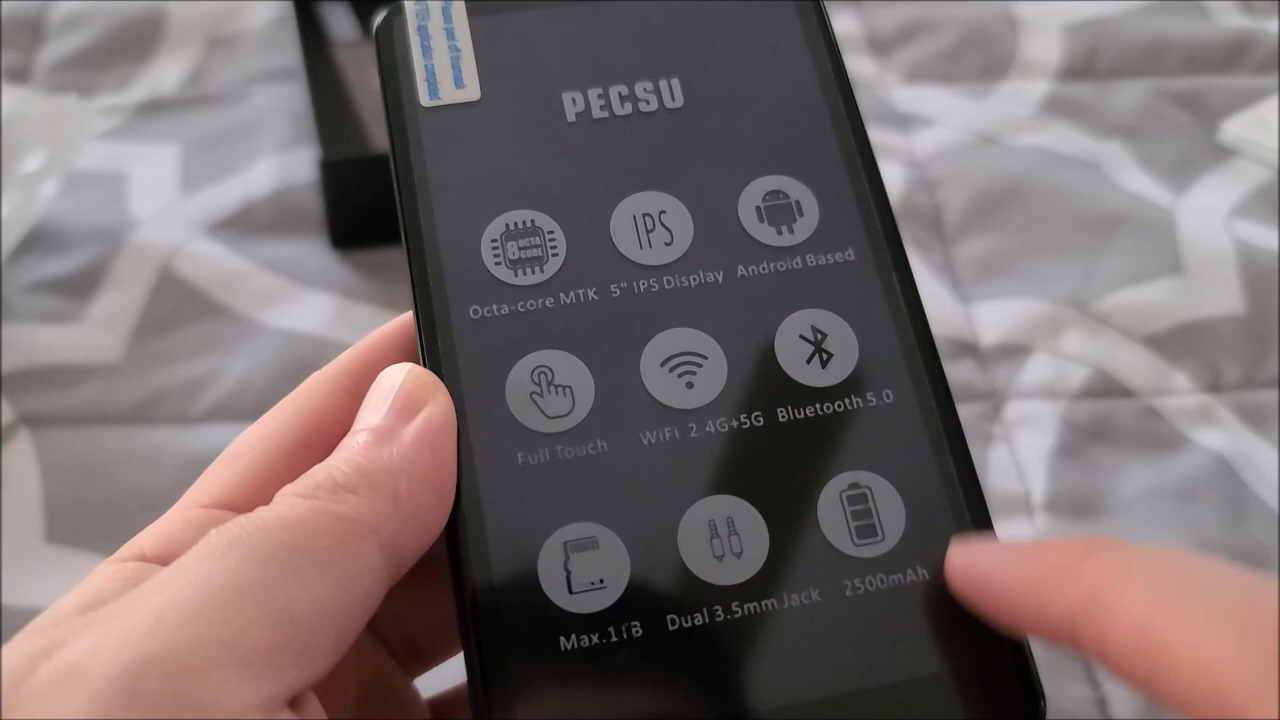 PECSU
8 OCTA
CORE
IPS
Octa-core MTK
5" IPS Display
Android Based
Full Touch
WiFi 2.4G+5G
Bluetooth 5.0
Max.1TB
Dual 3.5mm Jack
2500mAh